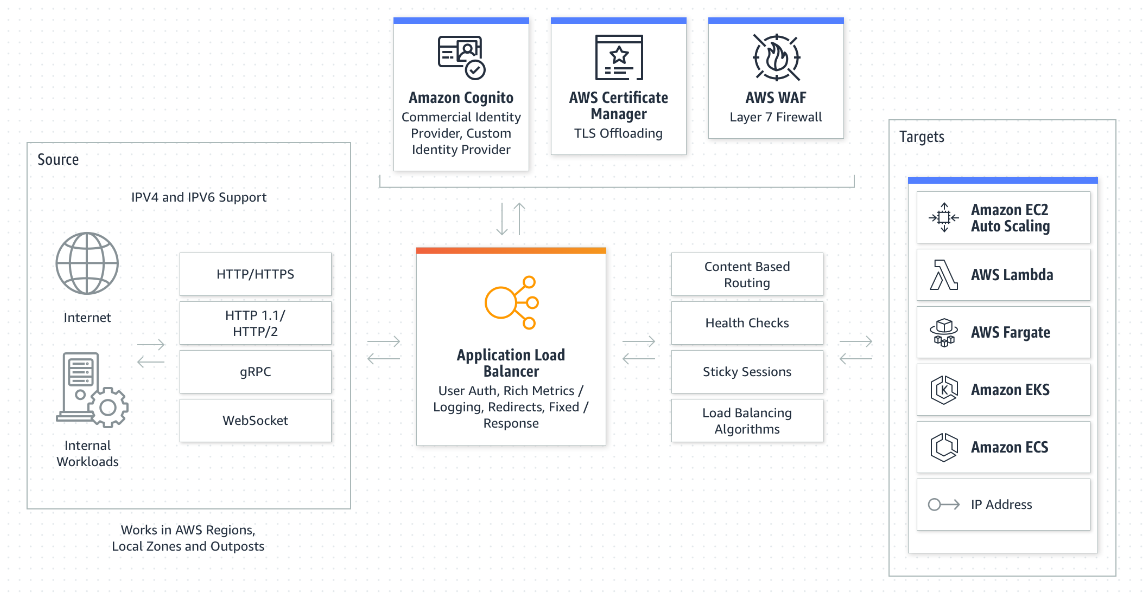 Amazon Cognito
Commercial Identity
Provider, Custom
Identity Provider
AWS Certificate
Manager
TLS Offloading
AWS WAF
Layer 7 Firewall
Source
IPV4 and IPV6 Support
Internet
Internal
Workloads
HTTP/HTTPS
HTTP 1.1/
HTTP/2
gRPC
WebSocket
Works in AWS Regions,
Local Zones and Outposts
Application Load
Balancer
User Auth, Rich Metrics /
Logging, Redirects, Fixed /
Response
Content Based
Routing
Health Checks
Sticky Sessions
Load Balancing
Algorithms
Targets
Amazon EC2
Auto Scaling
AWS Lambda
AWS Fargate
K
Amazon EKS
Amazon ECS
IP Address